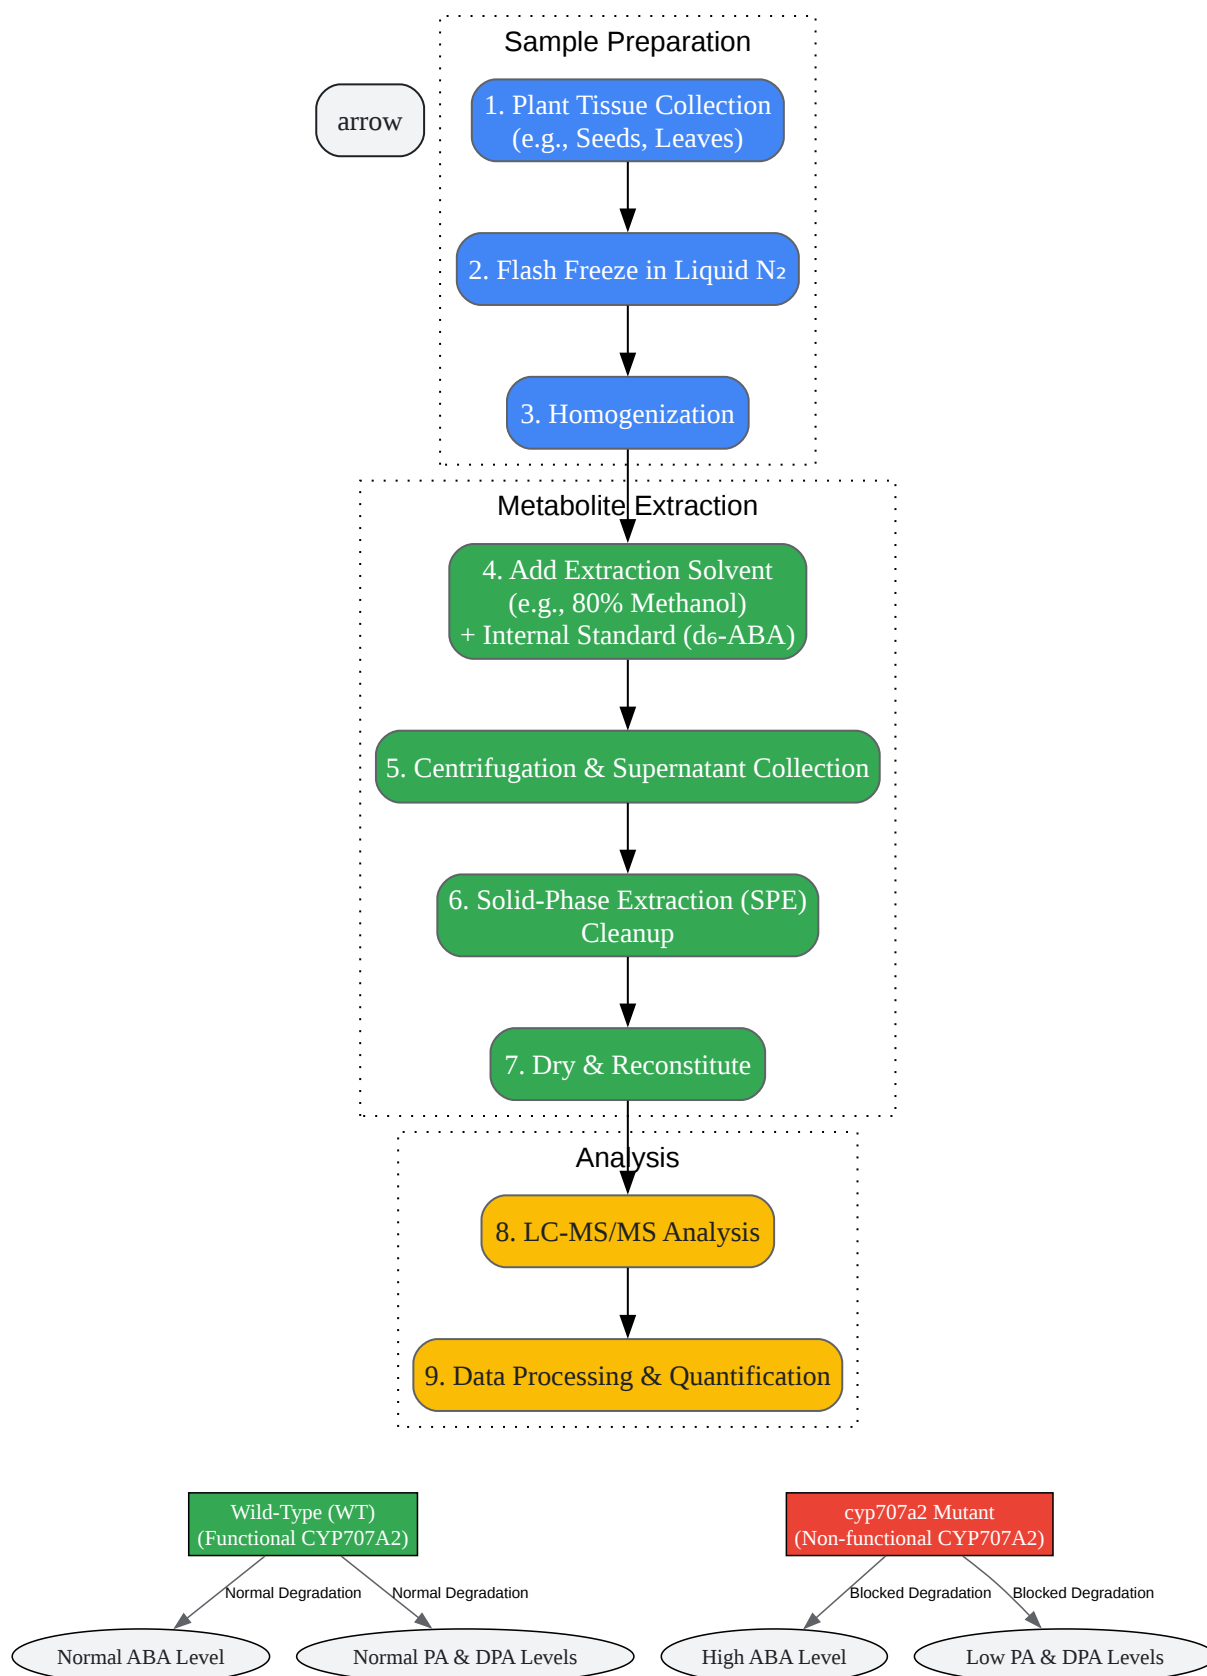 Sample Preparation
arrow
1. Plant Tissue Collection
(e.g., Seeds, Leaves)
2. Flash Freeze in Liquid N₂
3. Homogenization
Metabolite Extraction
4. Add Extraction Solvent
(e.g., 80% Methanol)
+ Internal Standard (d₆-ABA)
5. Centrifugation & Supernatant Collection
6. Solid-Phase Extraction (SPE)
Cleanup
7. Dry & Reconstitute
Analysis
8. LC-MS/MS Analysis
9. Data Processing & Quantification
Wild-Type (WT)
(Functional CYP707A2)
cyp707a2 Mutant
(Non-functional CYP707A2)
Normal Degradation
Normal Degradation
Blocked Degradation
Blocked Degradation
Normal ABA Level
Normal PA & DPA Levels
High ABA Level
Low PA & DPA Levels